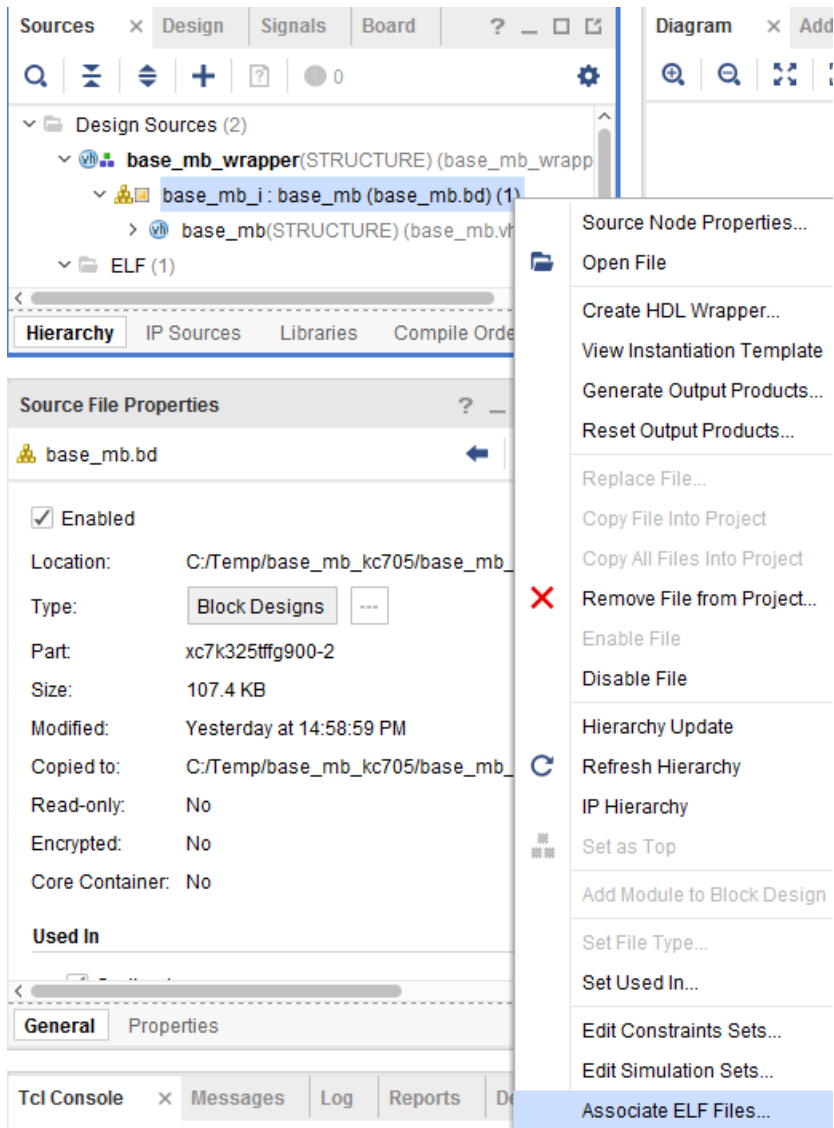 Sources × Design Signals Board ? Diagram × Add
0
Design Sources (2)
base_mb_wrapper(STRUCTURE) (base_mb_wrapp
base_mb_i : base_mb (base_mb.bd) (1)
base_mb(STRUCTURE) (base_mb.vh
ELF (1)
Hierarchy IP Sources Libraries Compile Orde
Source File Properties ?
base_mb.bd
Enabled
Location: C:/Temp/base_mb_kc705/base_mb_
Type: Block Designs ...
Part: xc7k325tffg900-2
Size: 107.4 KB
Modified: Yesterday at 14:58:59 PM
Copied to: C:/Temp/base_mb_kc705/base_mb_
Read-only: No
Encrypted: No
Core Container: No
Used In
General Properties
Tcl Console × Messages Log Reports De
Source Node Properties...
Open File
Create HDL Wrapper...
View Instantiation Template
Generate Output Products...
Reset Output Products...
Replace File...
Copy File Into Project
Copy All Files Into Project
Remove File from Project...
Enable File
Disable File
Hierarchy Update
Refresh Hierarchy
IP Hierarchy
Set as Top
Add Module to Block Design
Set File Type...
Set Used In...
Edit Constraints Sets...
Edit Simulation Sets...
Associate ELF Files...